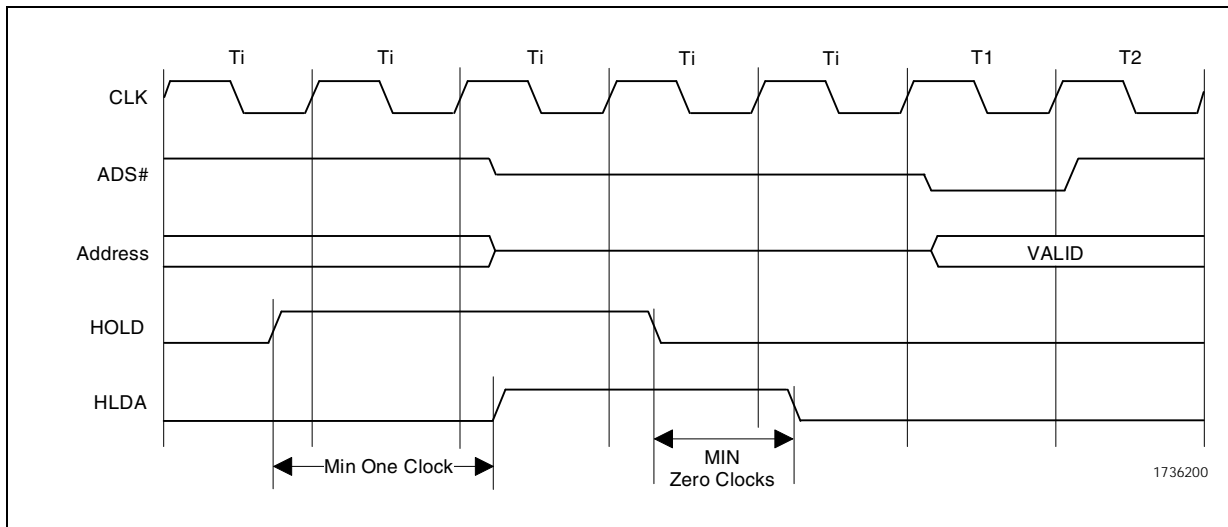 Ti Ti Ti Ti Ti T1 T2
CLK
ADS#
Address VALID
HOLD
HLDA
Min One Clock
MIN
Zero Clocks
1736200